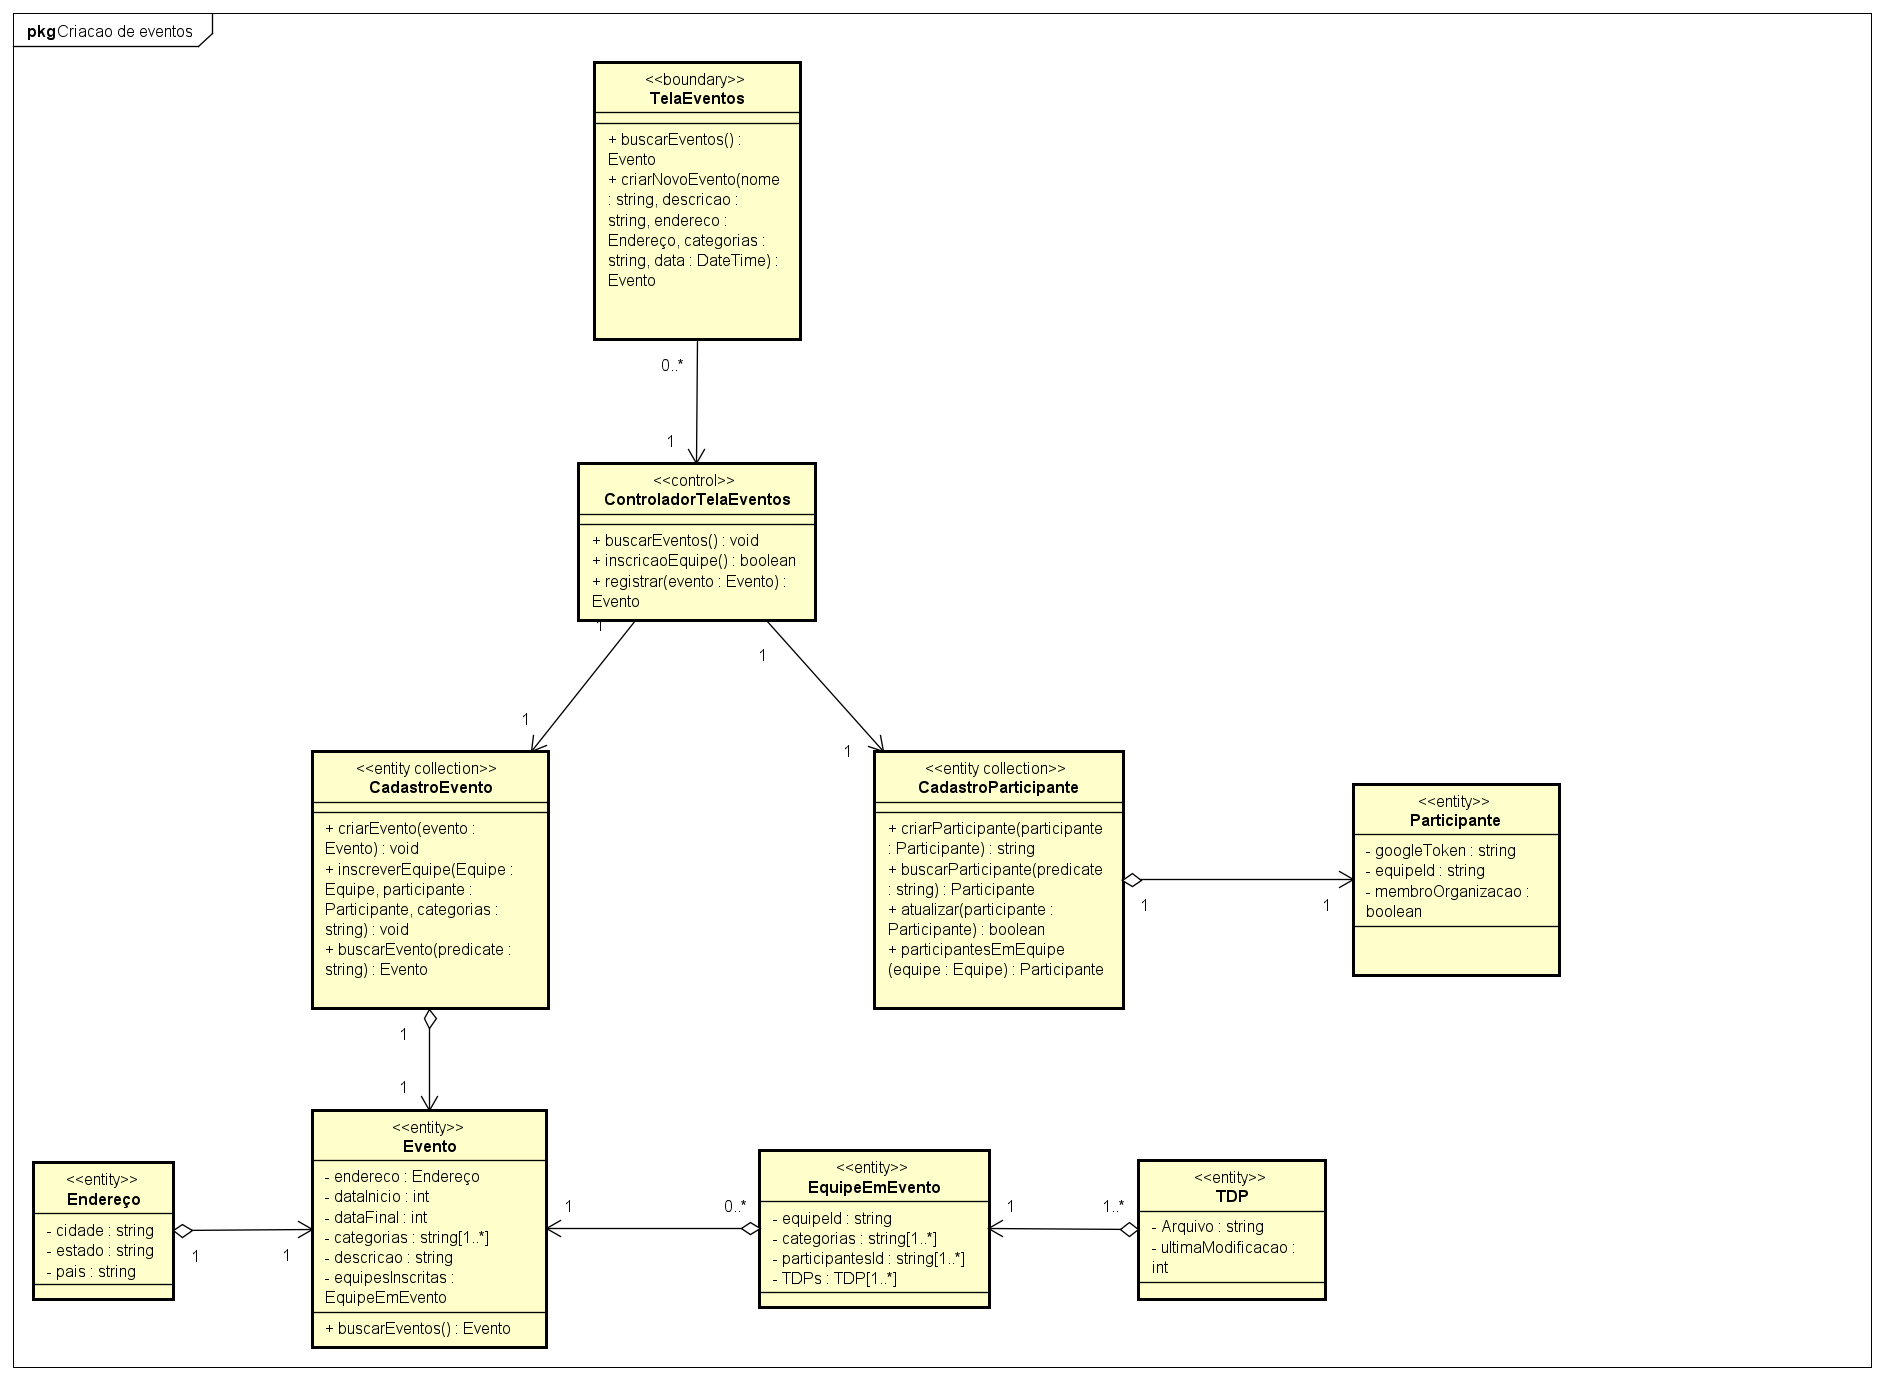 pkg Criacao de eventos
<<boundary>>
TelaEventos
+ buscarEventos() :
Evento
+ criarNovoEvento(nome
: string, descricao :
string, endereco :
Endereço, categorias :
string, data : DateTime) :
Evento
0..*
1
<<control>>
ControladorTelaEventos
+ buscarEventos() : void
+ inscricaoEquipe() : boolean
+ registrar(evento : Evento) :
Evento
1
1
1
1
<<entity collection>>
CadastroEvento
+ criarEvento(evento :
Evento) : void
+ inscreverEquipe(Equipe :
Equipe, participante :
Participante, categorias :
string) : void
+ buscarEvento(predicate :
string) : Evento
<<entity collection>>
CadastroParticipante
+ criarParticipante(participante
: Participante) : string
+ buscarParticipante(predicate
: string) : Participante
+ atualizar(participante :
Participante) : boolean
+ participantesEmEquipe
(equipe : Equipe) : Participante
1
1
<<entity>>
Participante
- googleToken : string
- equipeId : string
- membroOrganizacao :
boolean
1
1
<<entity>>
Endereço
- cidade : string
- estado : string
- pais : string
1
1
<<entity>>
Evento
- endereco : Endereço
- dataInicio : int
- dataFinal : int
- categorias : string[1..*]
- descricao : string
- equipesInscritas :
EquipeEmEvento
+ buscarEventos() : Evento
1
0..*
<<entity>>
EquipeEmEvento
- equipeId : string
- categorias : string[1..*]
- participantesId : string[1..*]
- TDPs : TDP[1..*]
1
1..*
<<entity>>
TDP
- Arquivo : string
- ultimaModificacao :
int